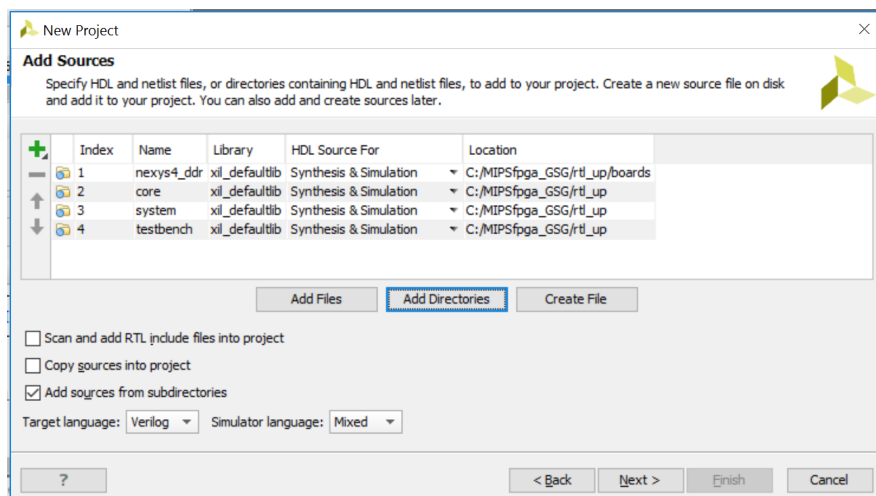 New Project
Add Sources
Specify HDL and netlist files, or directories containing HDL and netlist files, to add to your project. Create a new source file on disk
and add it to your project. You can also add and create sources later.
Index Name Library HDL Source For Location
1 nexys4_ddr xil_defaultlib Synthesis & Simulation C:/MIPSfpga_GSG/rtl_up/boards
2 core xil_defaultlib Synthesis & Simulation C:/MIPSfpga_GSG/rtl_up
3 system xil_defaultlib Synthesis & Simulation C:/MIPSfpga_GSG/rtl_up
4 testbench xil_defaultlib Synthesis & Simulation C:/MIPSfpga_GSG/rtl_up
Add Files Add Directories Create File
Scan and add RTL include files into project
Copy sources into project
Add sources from subdirectories
Target language: Verilog Simulator language: Mixed
? < Back Next > Finish Cancel